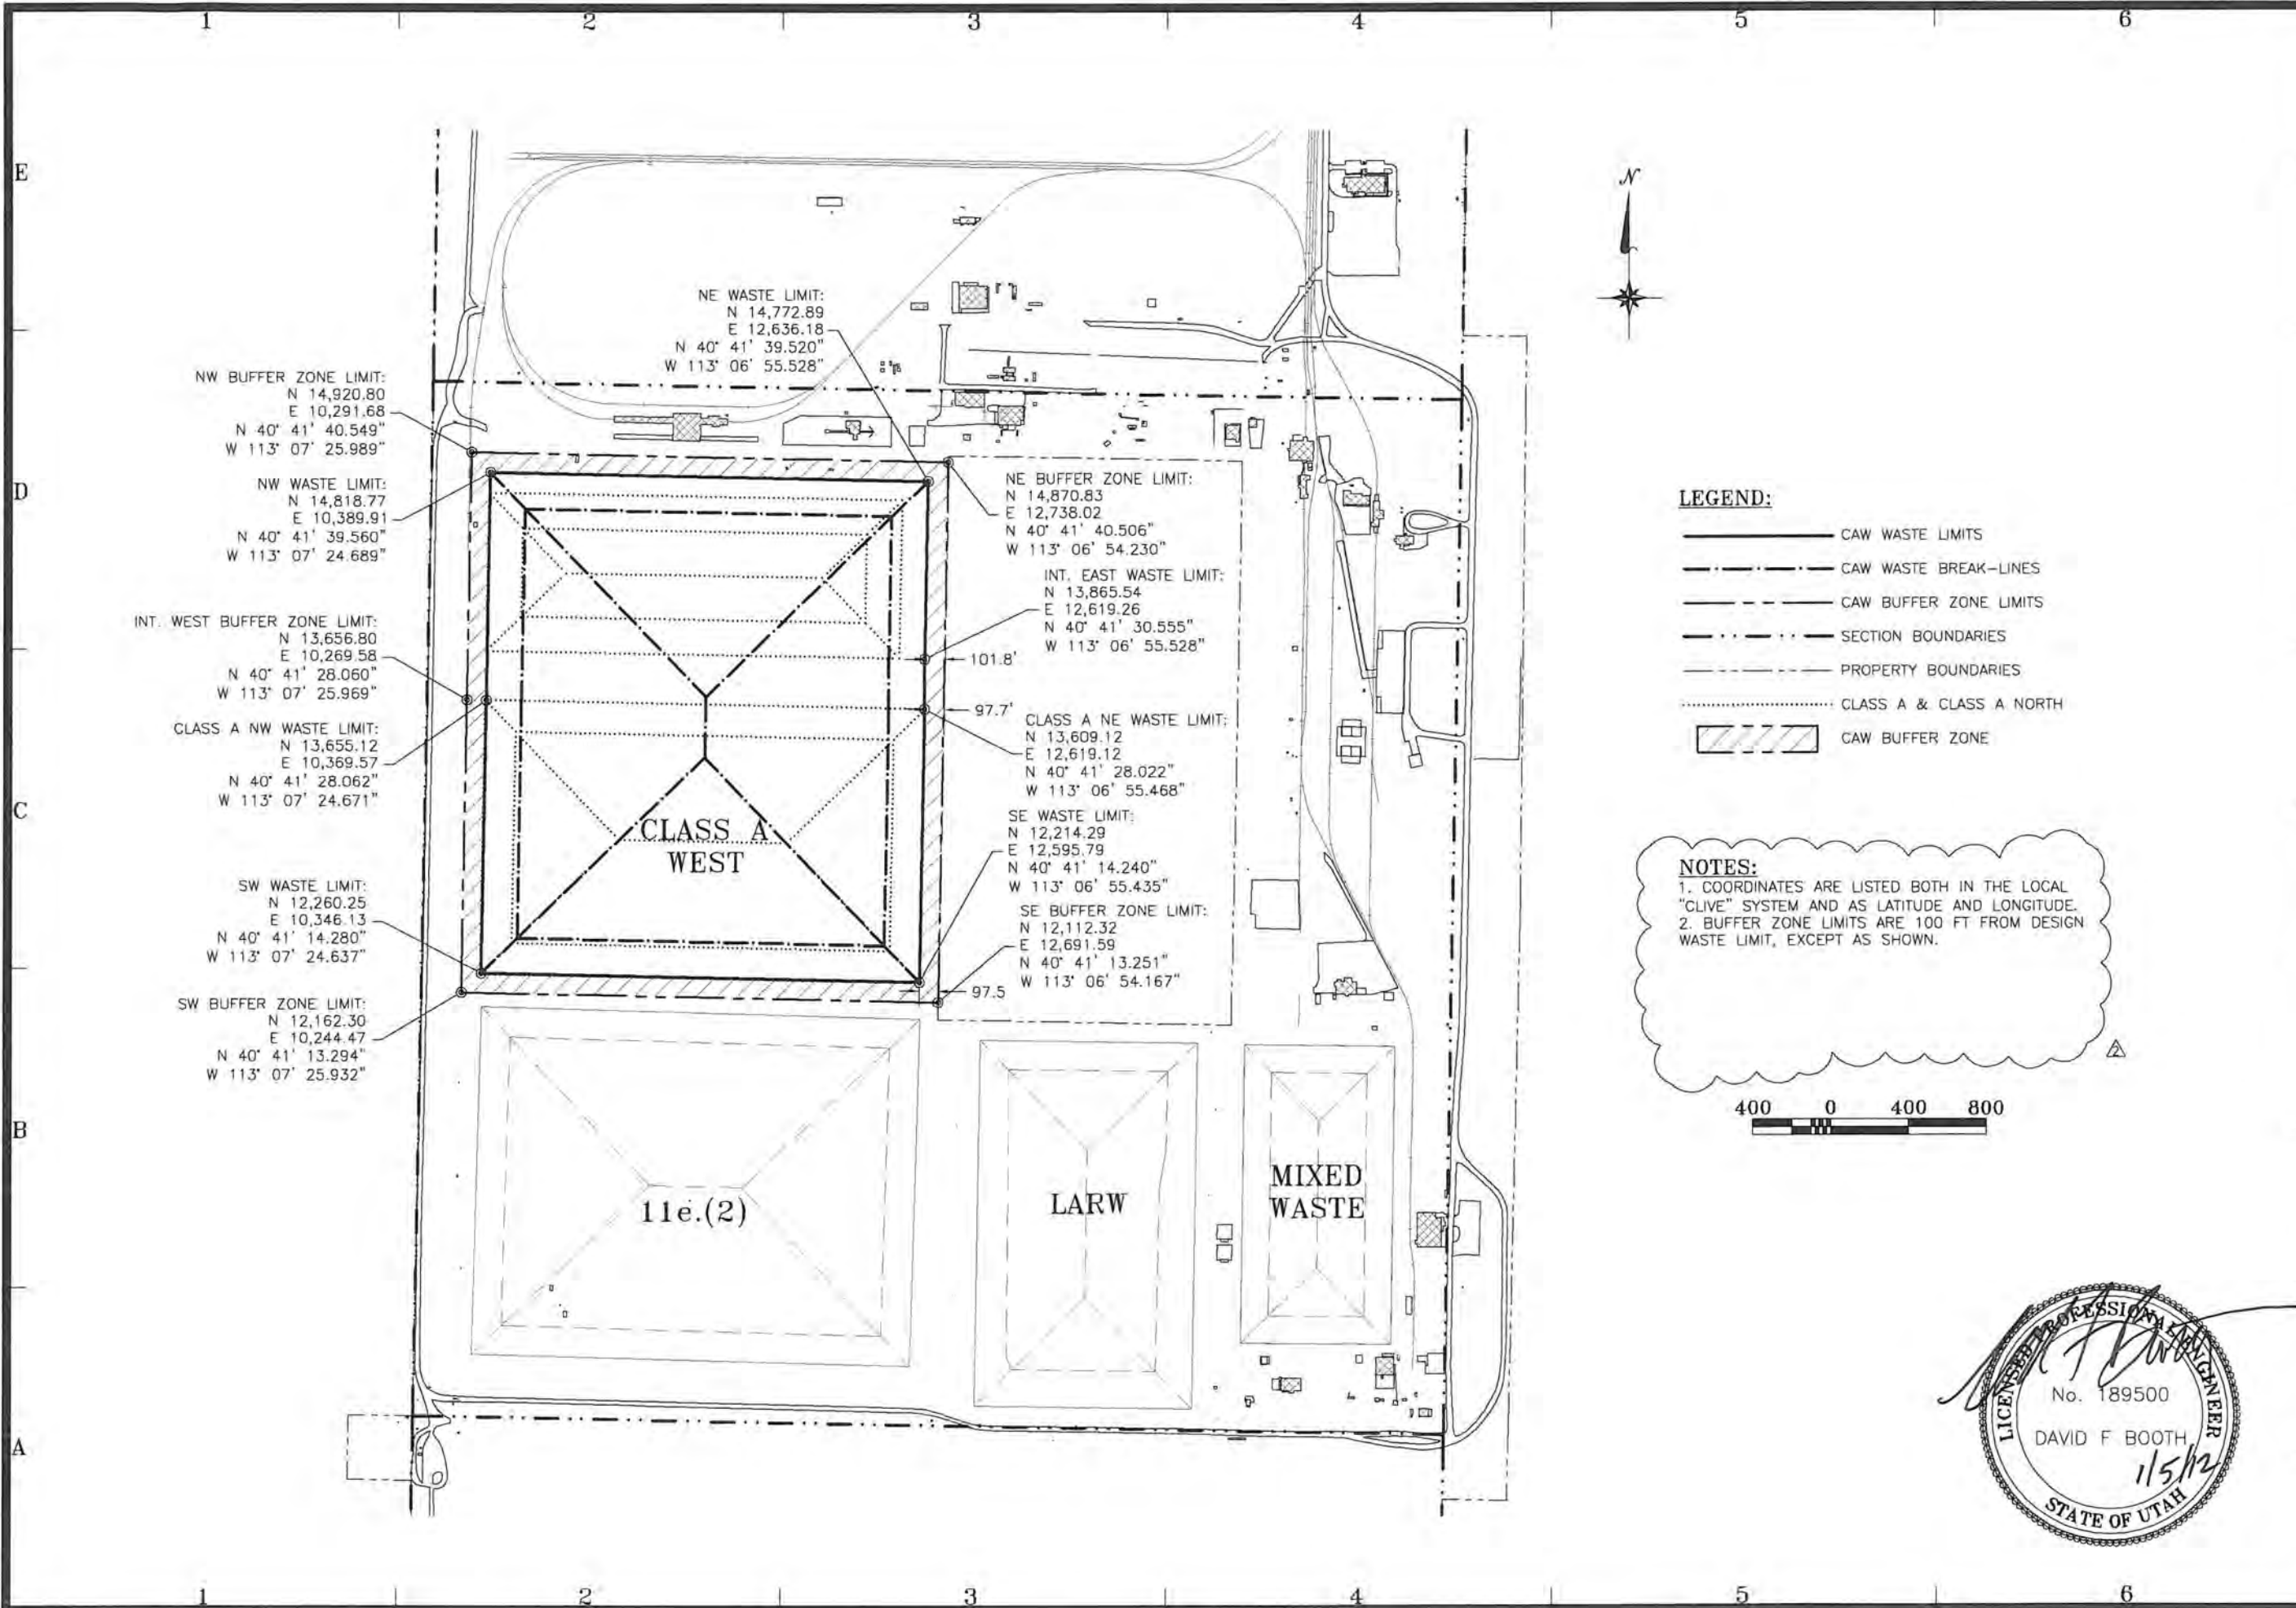 1 2 3 4 5 6
E
D
C
B
A
NE WASTE LIMIT:
N 14,772.89
E 12,636.18
N 40° 41' 39.520"
W 113° 06' 55.528"
NW BUFFER ZONE LIMIT:
N 14,920.80
E 10,291.68
N 40° 41' 40.549"
W 113° 07' 25.989"
NW WASTE LIMIT:
N 14,818.77
E 10,389.91
N 40° 41' 39.560"
W 113° 07' 24.689"
INT. WEST BUFFER ZONE LIMIT:
N 13,656.80
E 10,269.58
N 40° 41' 28.060"
W 113° 07' 25.969"
CLASS A NW WASTE LIMIT:
N 13,655.12
E 10,369.57
N 40° 41' 28.062"
W 113° 07' 24.671"
SW WASTE LIMIT:
N 12,260.25
E 10,346.13
N 40° 41' 14.280"
W 113° 07' 24.637"
SW BUFFER ZONE LIMIT:
N 12,162.30
E 10,244.47
N 40° 41' 13.294"
W 113° 07' 25.932"
NE BUFFER ZONE LIMIT:
N 14,870.83
E 12,738.02
N 40° 41' 40.506"
W 113° 06' 54.230"
INT. EAST WASTE LIMIT:
N 13,865.54
E 12,619.26
N 40° 41' 30.555"
W 113° 06' 55.528"
101.8'
97.7'
CLASS A NE WASTE LIMIT:
N 13,609.12
E 12,619.12
N 40° 41' 28.022"
W 113° 06' 55.468"
SE WASTE LIMIT:
N 12,214.29
E 12,595.79
N 40° 41' 14.240"
W 113° 06' 55.435"
SE BUFFER ZONE LIMIT:
N 12,112.32
E 12,691.59
N 40° 41' 13.251"
W 113° 06' 54.167"
97.5
CLASS A
WEST
11e.(2)
LARW
MIXED
WASTE
N
LEGEND:
CAW WASTE LIMITS
CAW WASTE BREAK-LINES
CAW BUFFER ZONE LIMITS
SECTION BOUNDARIES
PROPERTY BOUNDARIES
CLASS A & CLASS A NORTH
CAW BUFFER ZONE
NOTES:
1. COORDINATES ARE LISTED BOTH IN THE LOCAL
"CLIVE" SYSTEM AND AS LATITUDE AND LONGITUDE.
2. BUFFER ZONE LIMITS ARE 100 FT FROM DESIGN
WASTE LIMIT, EXCEPT AS SHOWN.
2
400 0 400 800
LICENSED PROFESSIONAL ENGINEER
No. 189500
DAVID F BOOTH
1/5/12
STATE OF UTAH
1 2 3 4 5 6